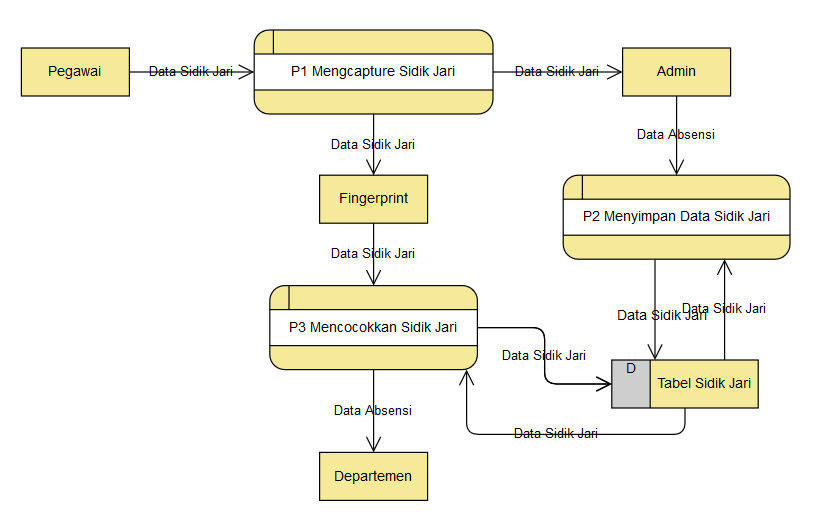 Pegawai
Data Sidik Jari
P1 Mengcapture Sidik Jari
Data Sidik Jari
Admin
Data Sidik Jari
Data Absensi
Fingerprint
P2 Menyimpan Data Sidik Jari
Data Sidik Jari
Data Sidik Jari
Data Sidik Jari
P3 Mencocokkan Sidik Jari
Data Sidik Jari
D
Tabel Sidik Jari
Data Absensi
Data Sidik Jari
Departemen